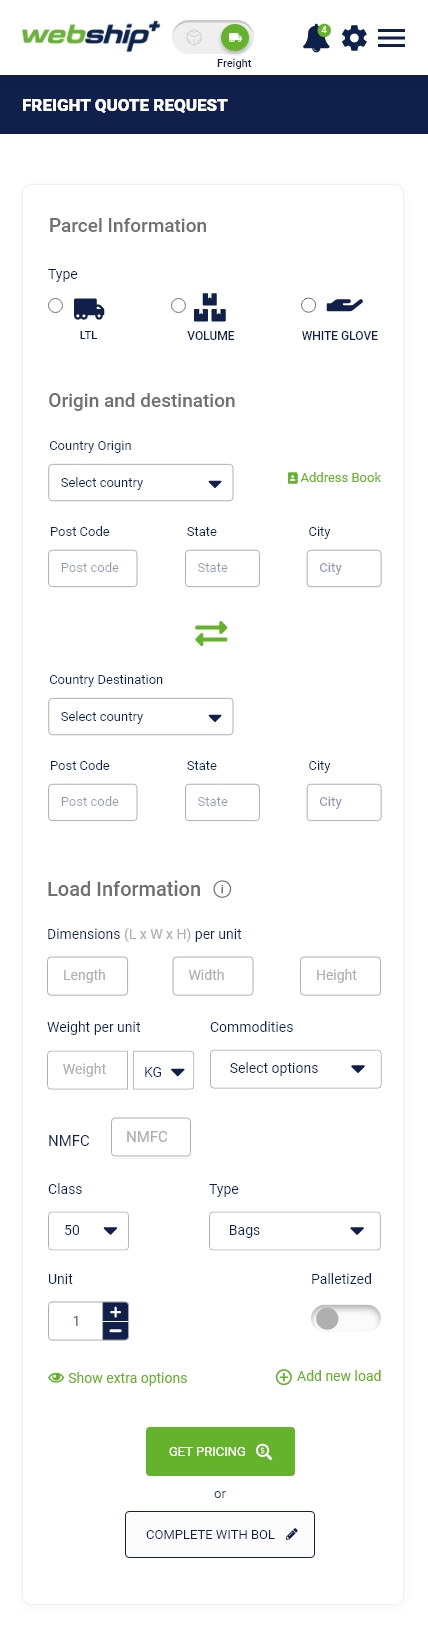 webship+
4
Freight
FREIGHT QUOTE REQUEST
Parcel Information
Type
LTL VOLUME WHITE GLOVE
Origin and destination
Country Origin
Select country Address Book
Post Code State City
Post code State City
Country Destination
Select country
Post Code State City
Post code State City
Load Information i
Dimensions (L x W x H) per unit
Length Width Height
Weight per unit Commodities
Weight KG Select options
NMFC NMFC
Class Type
50 Bags
Unit Palletized
1 + −
Show extra options Add new load
GET PRICING $
or
COMPLETE WITH BOL